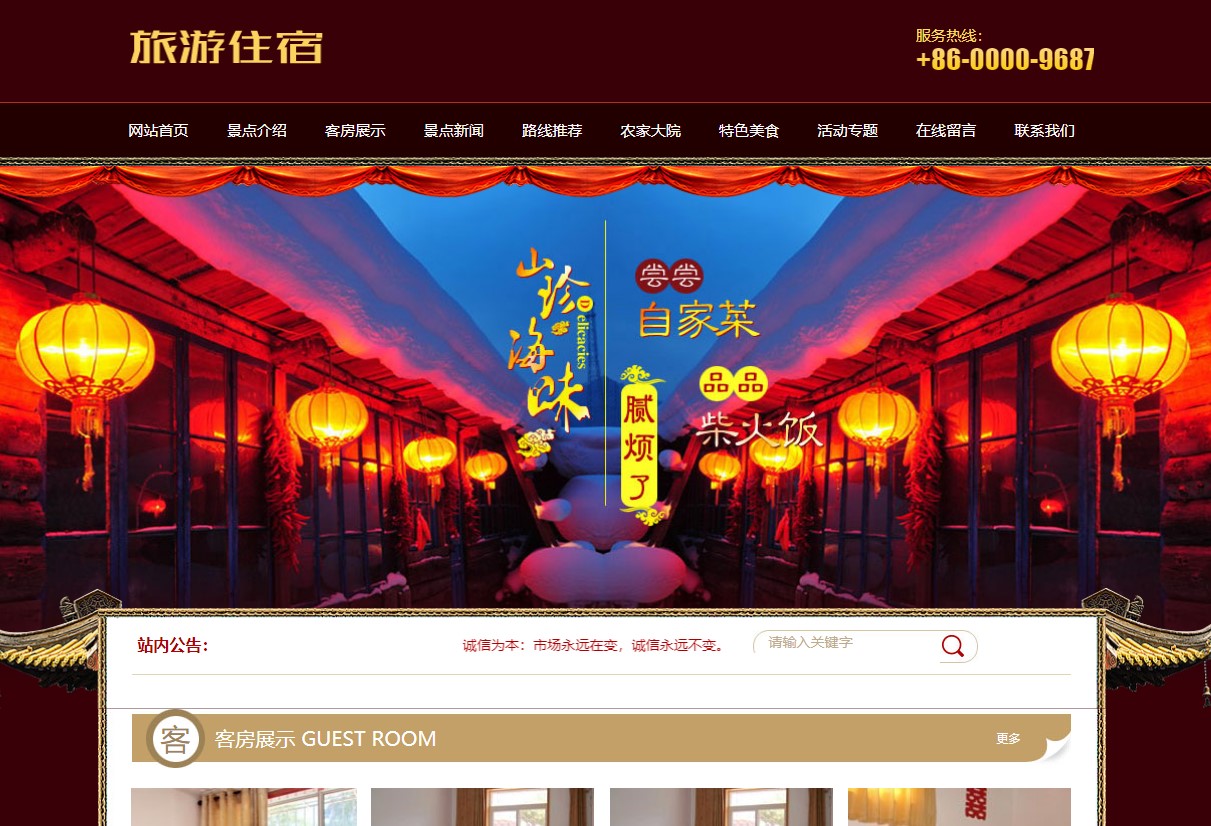 旅游住宿
服务热线：
+86-0000-9687
网站首页 景点介绍 客房展示 景点新闻 路线推荐 农家大院 特色美食 活动专题 在线留言 联系我们
山珍海味
Delicacies
尝尝
自家菜
腻烦了
品品
柴火饭
站内公告：
诚信为本：市场永远在变，诚信永远不变。
请输入关键字
客
客房展示 GUEST ROOM
更多
囍
囍